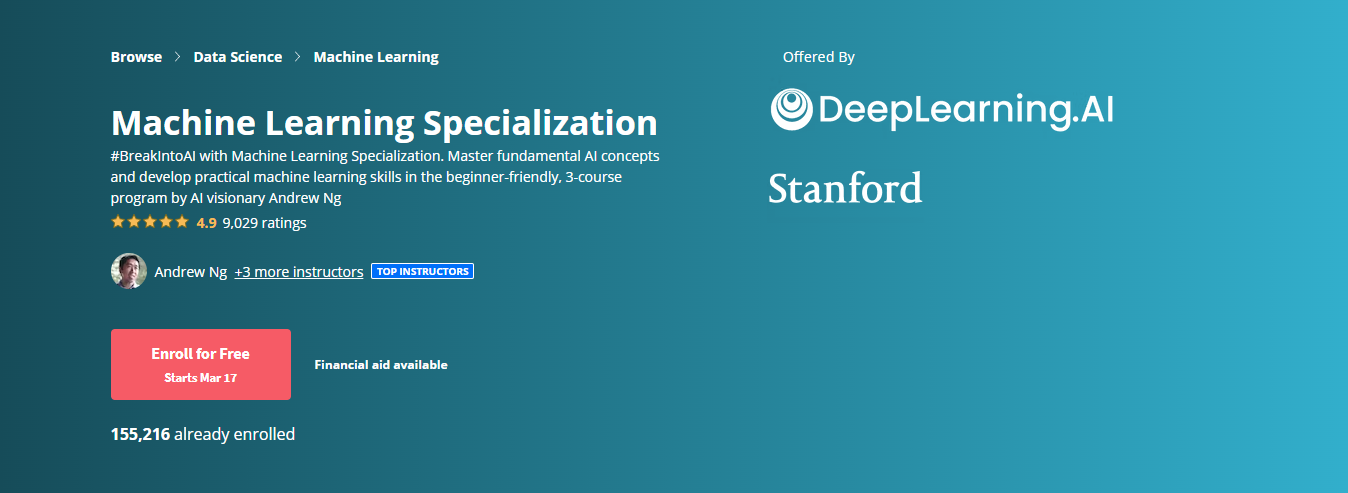 Browse > Data Science > Machine Learning
Offered By
Machine Learning Specialization
#BreakIntoAI with Machine Learning Specialization. Master fundamental AI concepts
and develop practical machine learning skills in the beginner-friendly, 3-course
program by AI visionary Andrew Ng
4.9 9,029 ratings
Andrew Ng +3 more instructors TOP INSTRUCTORS
Enroll for Free
Starts Mar 17
Financial aid available
155,216 already enrolled
DeepLearning.AI
Stanford